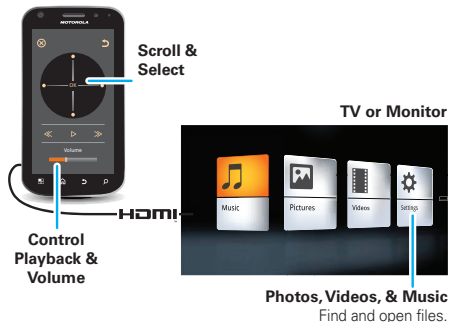 MOTOROLA
Scroll &
Select
OK
Volume
TV or Monitor
Music
Pictures
Videos
Settings
HDMI
Control
Playback &
Volume
Photos, Videos, & Music
Find and open files.